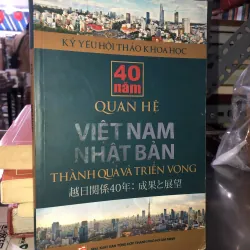 KỶ YẾU HỘI THẢO KHOA HỌC
40
năm
QUAN HỆ
VIỆT NAM
NHẬT BẢN
THÀNH QUẢ VÀ TRIỂN VỌNG
越日関係40年：成果と展望